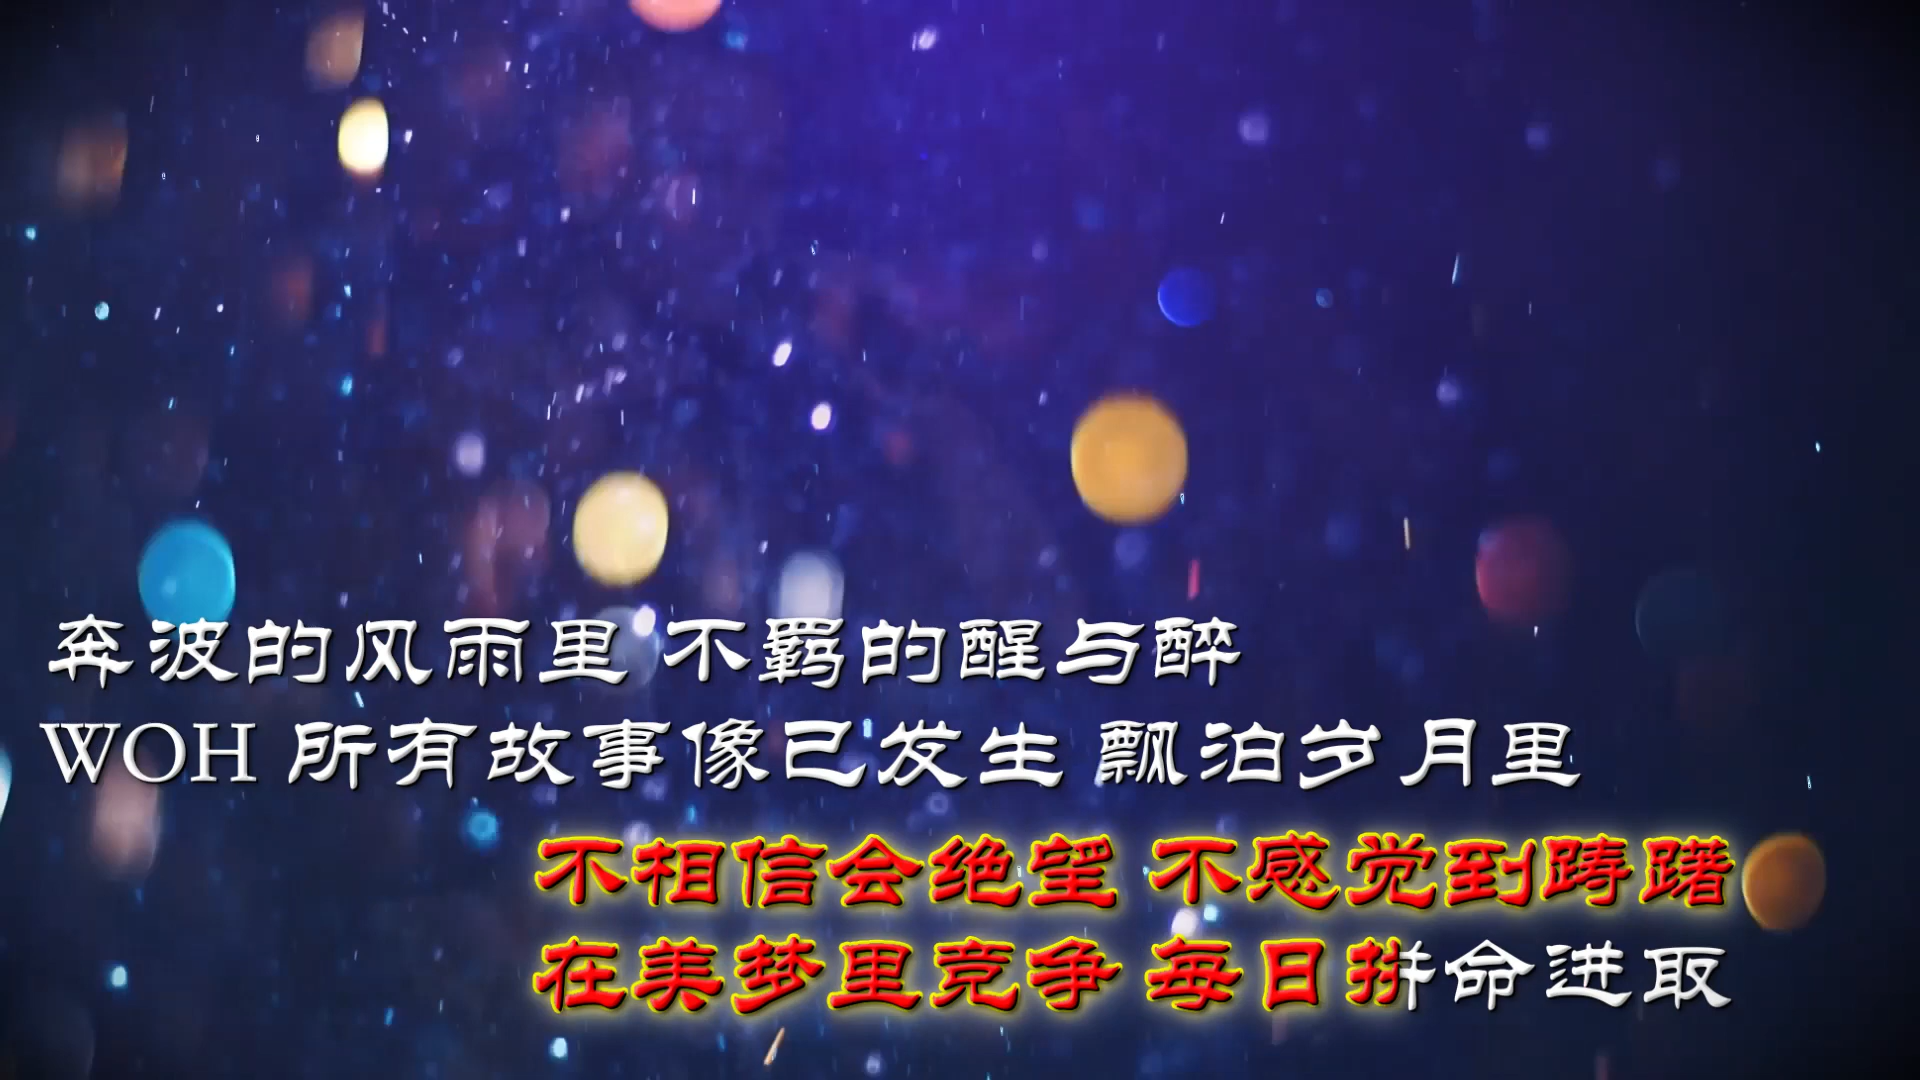 奔波的风雨里 不羁的醒与醉
WOH 所有故事像已发生 飘泊岁月里
不相信会绝望 不感觉到踌躇
在美梦里竞争 每日拼命进取